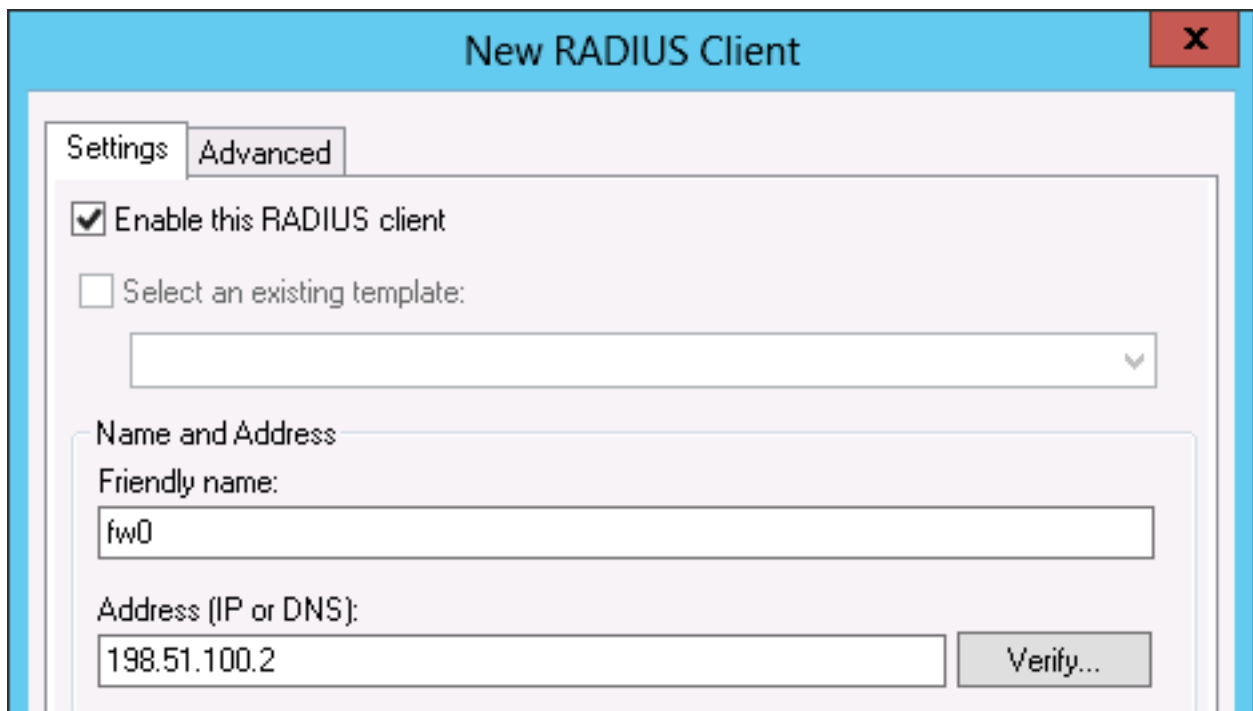 New RADIUS Client
x
Settings
Advanced
Enable this RADIUS client
Select an existing template:
Name and Address
Friendly name:
fw0
Address (IP or DNS):
198.51.100.2
Verify...